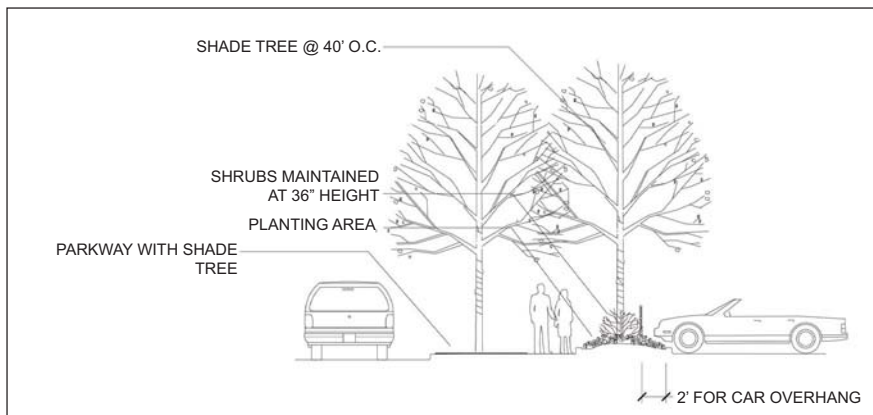 SHADE TREE @ 40’ O.C.
SHRUBS MAINTAINED
AT 36” HEIGHT
PLANTING AREA
PARKWAY WITH SHADE
TREE
2’ FOR CAR OVERHANG